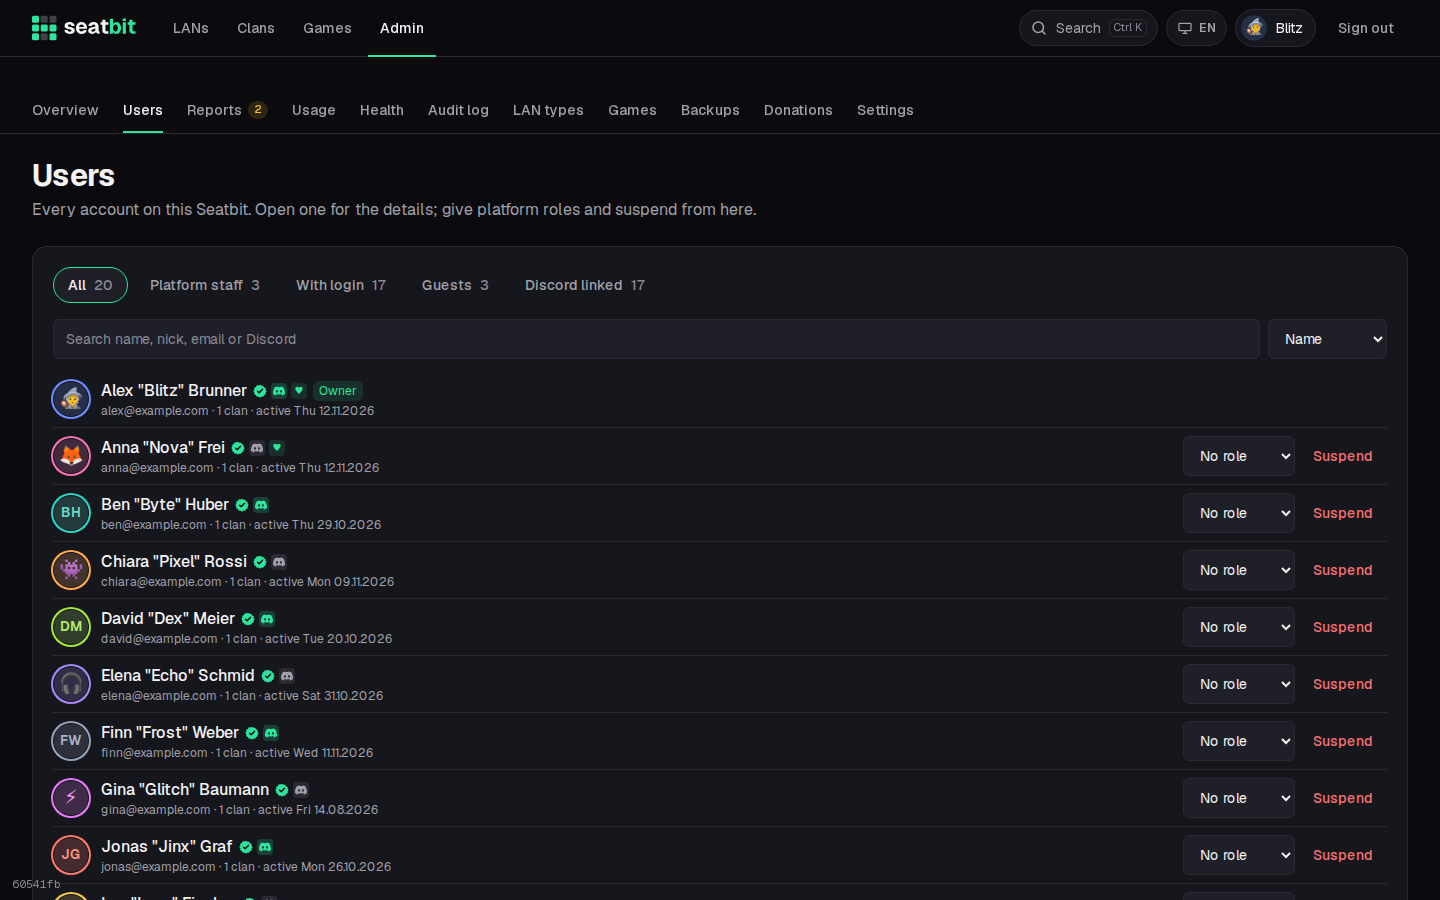 seatbit LANs Clans Games Admin Search Ctrl K EN Blitz Sign out
Overview Users Reports 2 Usage Health Audit log LAN types Games Backups Donations Settings
Users
Every account on this Seatbit. Open one for the details; give platform roles and suspend from here.
All 20 Platform staff 3 With login 17 Guests 3 Discord linked 17
Search name, nick, email or Discord Name
Alex "Blitz" Brunner Owner
alex@example.com · 1 clan · active Thu 12.11.2026
Anna "Nova" Frei No role Suspend
anna@example.com · 1 clan · active Thu 12.11.2026
BH Ben "Byte" Huber No role Suspend
ben@example.com · 1 clan · active Thu 29.10.2026
Chiara "Pixel" Rossi No role Suspend
chiara@example.com · 1 clan · active Mon 09.11.2026
DM David "Dex" Meier No role Suspend
david@example.com · 1 clan · active Tue 20.10.2026
Elena "Echo" Schmid No role Suspend
elena@example.com · 1 clan · active Sat 31.10.2026
FW Finn "Frost" Weber No role Suspend
finn@example.com · 1 clan · active Wed 11.11.2026
Gina "Glitch" Baumann No role Suspend
gina@example.com · 1 clan · active Fri 14.08.2026
JG Jonas "Jinx" Graf No role Suspend
jonas@example.com · 1 clan · active Mon 26.10.2026
60541fb